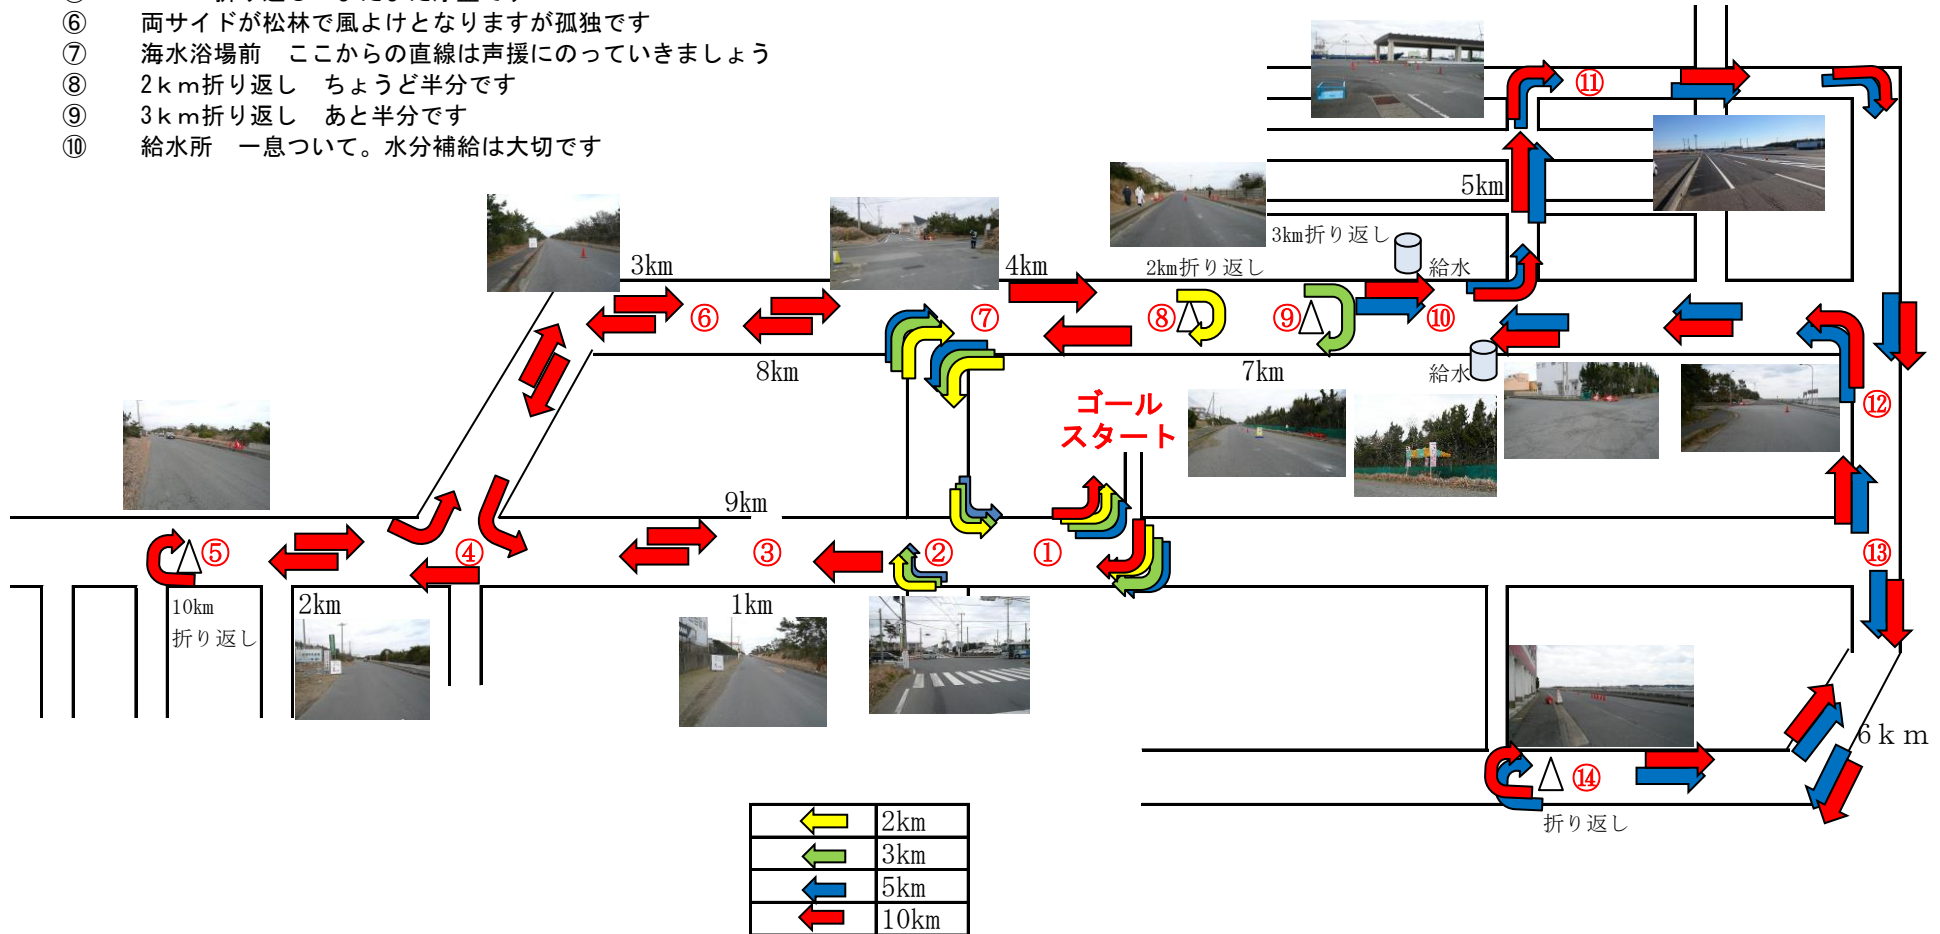 ⑥ 両サイドが松林で風よけとなりますが孤独です
⑦ 海水浴場前 ここからの直線は声援にのっていきましょう
⑧ 2km折り返し ちょうど半分です
⑨ 3km折り返し あと半分です
⑩ 給水所 一息ついて。水分補給は大切です
⑪
5km
3km折り返し
3km
4km
2km折り返し
給水
⑥
⑦
⑧
⑨
⑩
8km
7km
給水
⑫
ゴール
スタート
9km
⑤
④
③
②
①
⑬
10km
折り返し
2km
1km
6km
⑭
折り返し
2km
3km
5km
10km